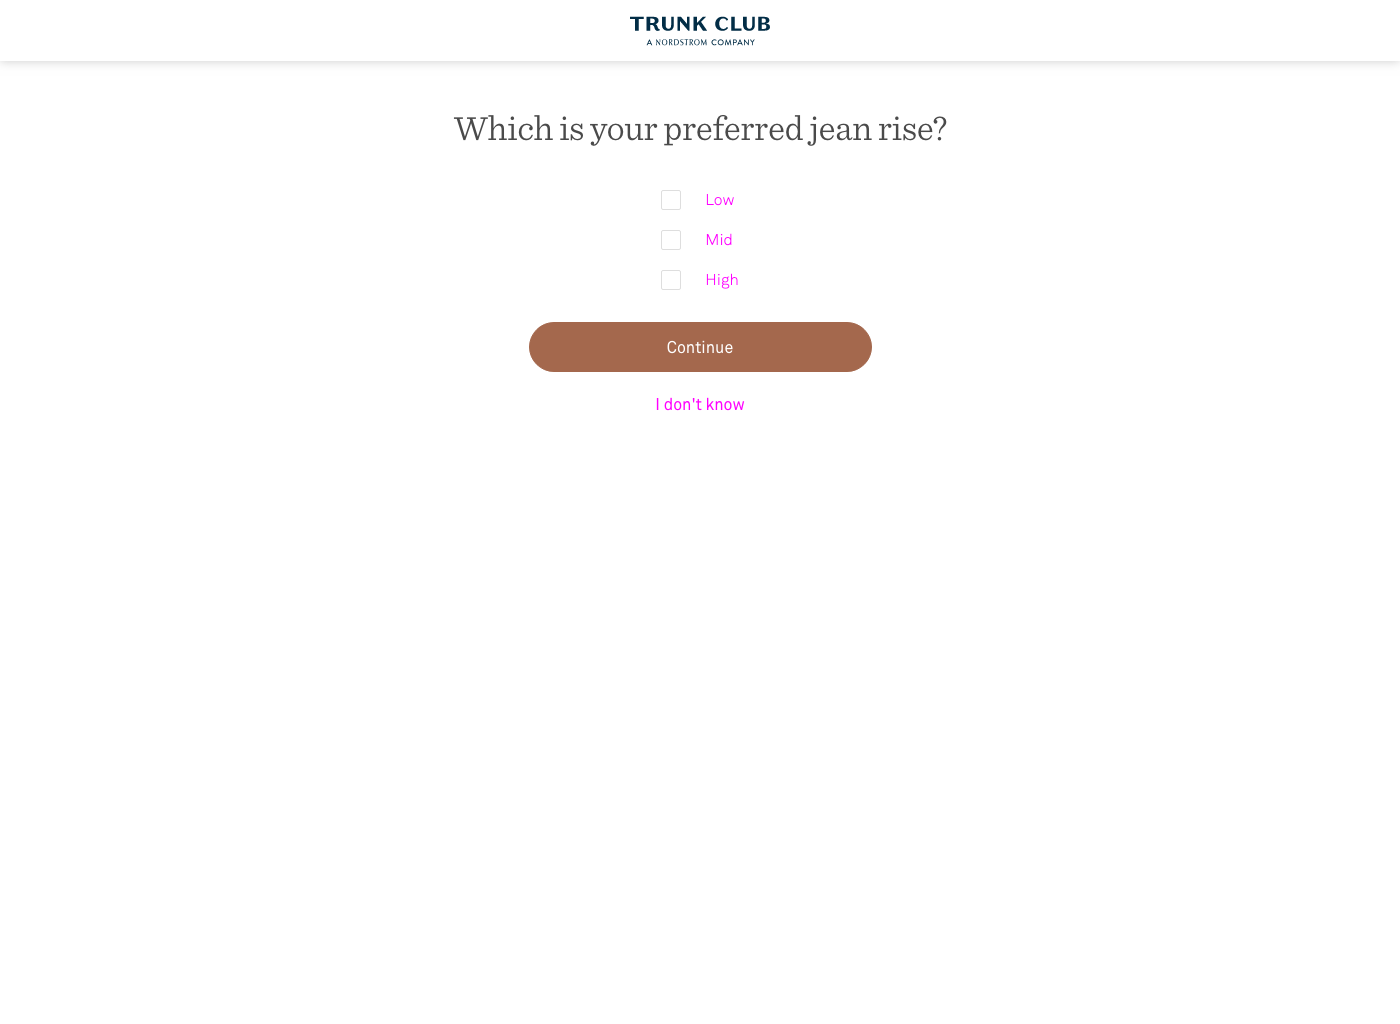 TRUNK CLUB
A NORDSTROM COMPANY
Which is your preferred jean rise?
Low
Mid
High
Continue
I don't know